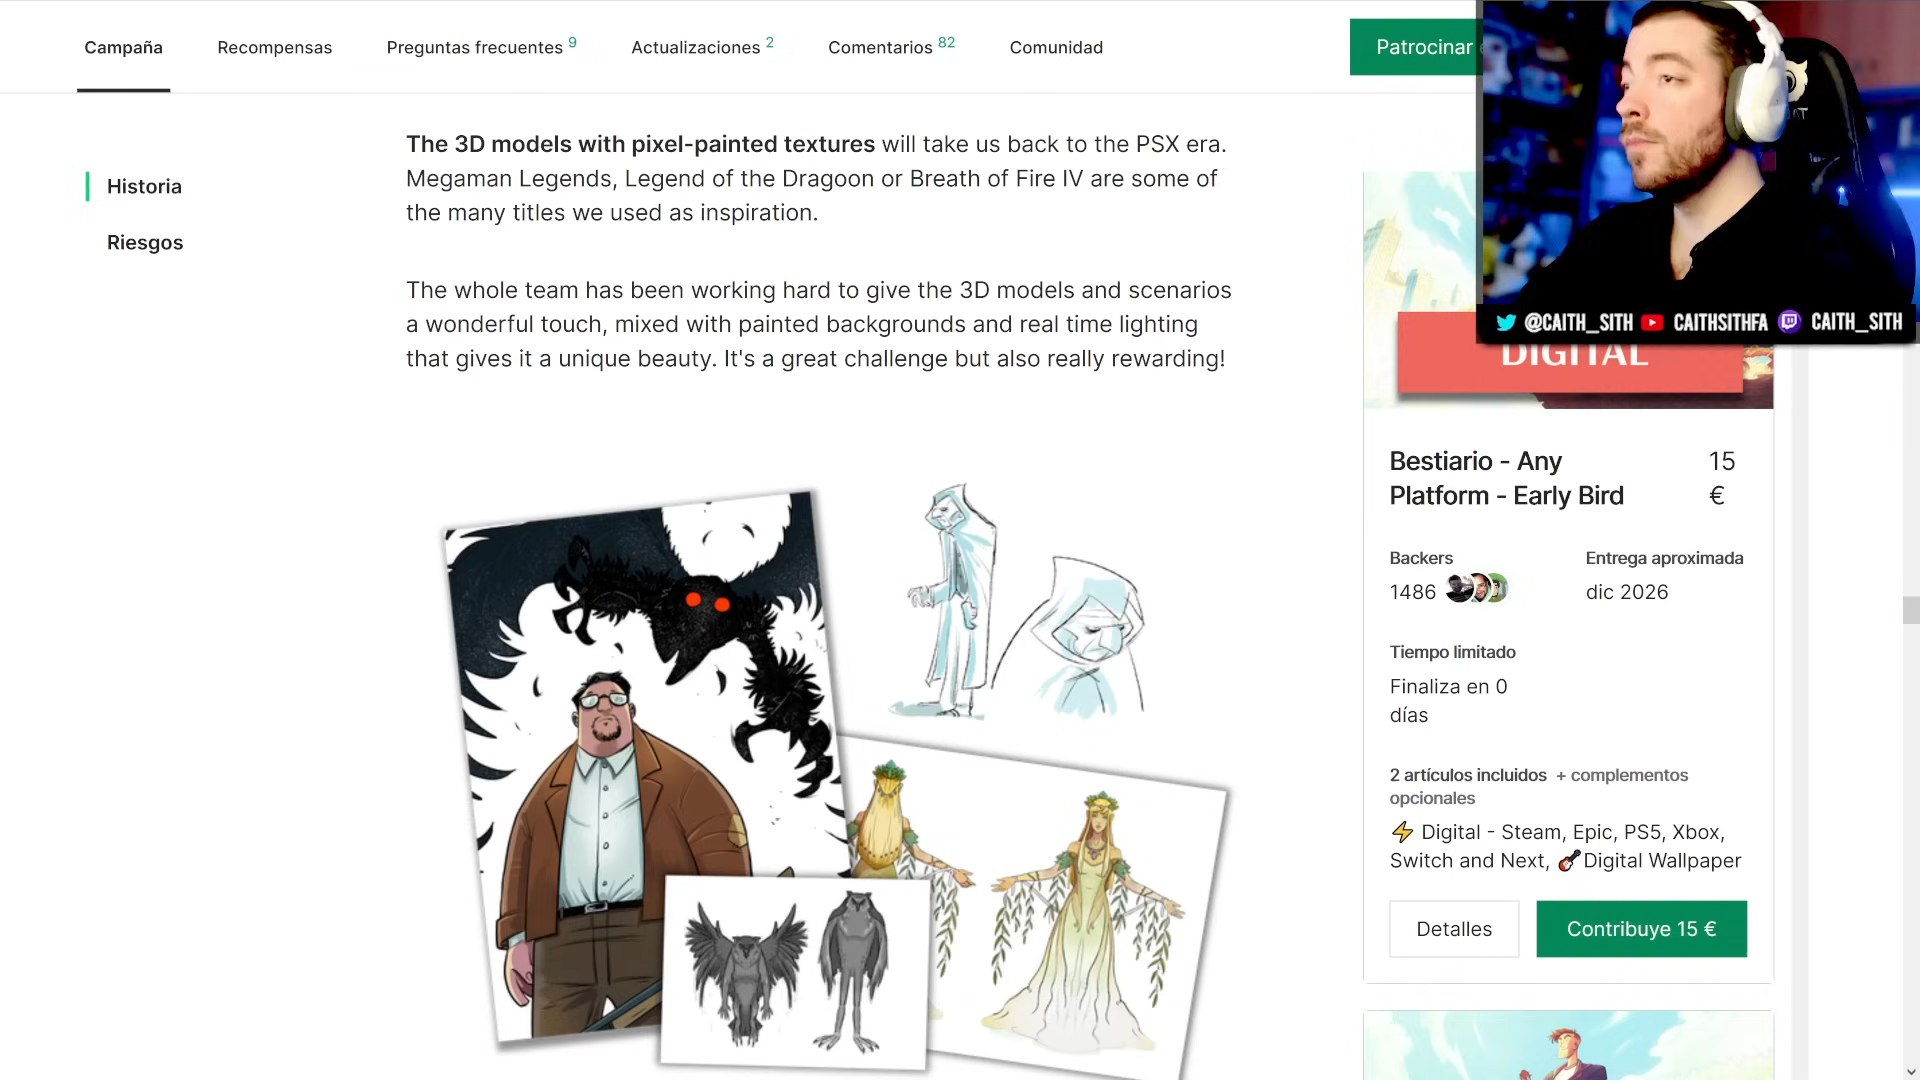 Campaña
Recompensas
Preguntas frecuentes 9
Actualizaciones 2
Comentarios 82
Comunidad
Patrocinar
Historia
Riesgos
The 3D models with pixel-painted textures will take us back to the PSX era.
Megaman Legends, Legend of the Dragoon or Breath of Fire IV are some of
the many titles we used as inspiration.
The whole team has been working hard to give the 3D models and scenarios
a wonderful touch, mixed with painted backgrounds and real time lighting
that gives it a unique beauty. It's a great challenge but also really rewarding!
@CAITH_SITH CAITHSITHFA CAITH_SITH
DIGITAL
Bestiario - Any
Platform - Early Bird
15
€
Backers
1486
Entrega aproximada
dic 2026
Tiempo limitado
Finaliza en 0
días
2 artículos incluidos + complementos
opcionales
⚡ Digital - Steam, Epic, PS5, Xbox,
Switch and Next, 🎸Digital Wallpaper
Detalles
Contribuye 15 €